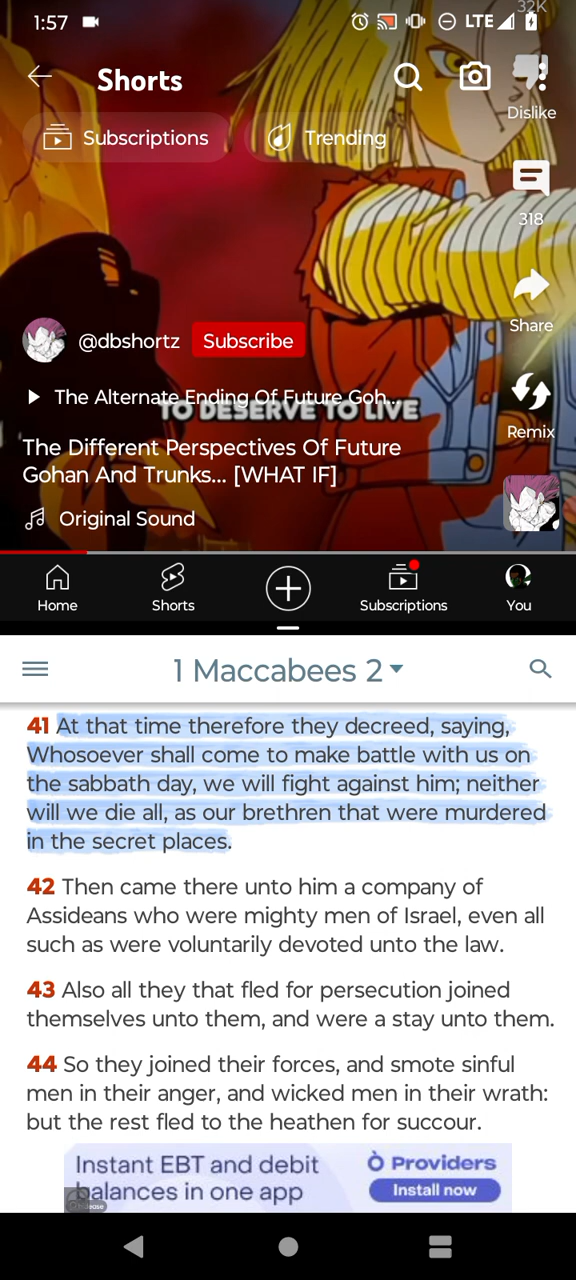 1:57
LTE
32K
Shorts
Dislike
Subscriptions
Trending
318
Share
@dbshortz
Subscribe
The Alternate Ending Of Future Goh...
TO DESERVE TO LIVE
Remix
The Different Perspectives Of Future
Gohan And Trunks... [WHAT IF]
Original Sound
Home
Shorts
Subscriptions
You
1 Maccabees 2
41 At that time therefore they decreed, saying,
Whosoever shall come to make battle with us on
the sabbath day, we will fight against him; neither
will we die all, as our brethren that were murdered
in the secret places.
42 Then came there unto him a company of
Assideans who were mighty men of Israel, even all
such as were voluntarily devoted unto the law.
43 Also all they that fled for persecution joined
themselves unto them, and were a stay unto them.
44 So they joined their forces, and smote sinful
men in their anger, and wicked men in their wrath:
but the rest fled to the heathen for succour.
Instant EBT and debit
balances in one app
Providers
Install now